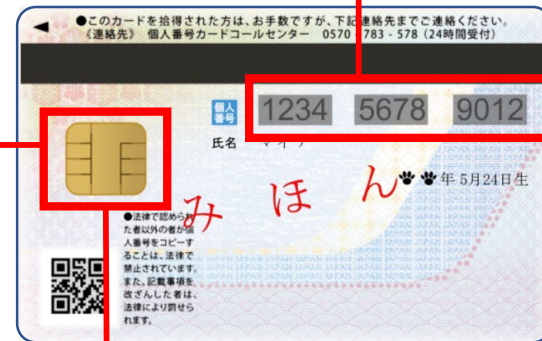 ◀ ●このカードを拾得された方は、お手数ですが、下記連絡先までご連絡ください。
《連絡先》 個人番号カードコールセンター 0570 - 783 - 578（24時間受付）
個人番号 1234 5678 9012
氏名
年 5月24日生
みほん
●法律で認められ
た者以外の者が個
人番号をコピーす
ることは、法律で
禁止されています。
また、記載事項を
改ざんした者は、
法律により罰せら
れます。